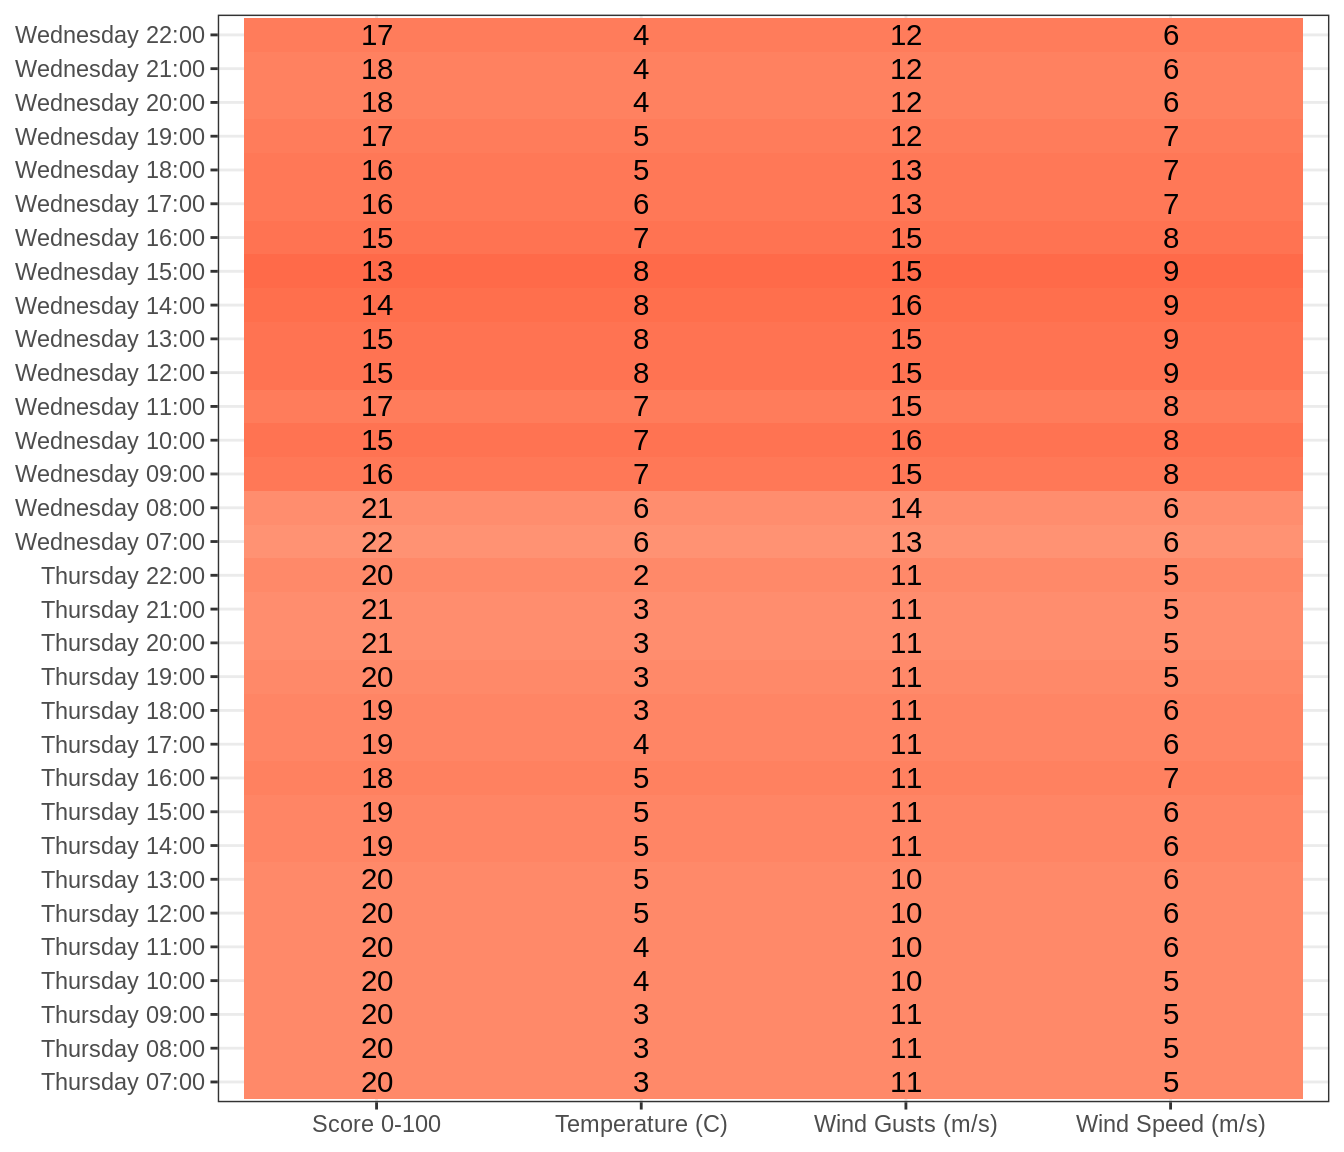 Wednesday 22:00 17 4 12 6
Wednesday 21:00 18 4 12 6
Wednesday 20:00 18 4 12 6
Wednesday 19:00 17 5 12 7
Wednesday 18:00 16 5 13 7
Wednesday 17:00 16 6 13 7
Wednesday 16:00 15 7 15 8
Wednesday 15:00 13 8 15 9
Wednesday 14:00 14 8 16 9
Wednesday 13:00 15 8 15 9
Wednesday 12:00 15 8 15 9
Wednesday 11:00 17 7 15 8
Wednesday 10:00 15 7 16 8
Wednesday 09:00 16 7 15 8
Wednesday 08:00 21 6 14 6
Wednesday 07:00 22 6 13 6
Thursday 22:00 20 2 11 5
Thursday 21:00 21 3 11 5
Thursday 20:00 21 3 11 5
Thursday 19:00 20 3 11 5
Thursday 18:00 19 3 11 6
Thursday 17:00 19 4 11 6
Thursday 16:00 18 5 11 7
Thursday 15:00 19 5 11 6
Thursday 14:00 19 5 11 6
Thursday 13:00 20 5 10 6
Thursday 12:00 20 5 10 6
Thursday 11:00 20 4 10 6
Thursday 10:00 20 4 10 5
Thursday 09:00 20 3 11 5
Thursday 08:00 20 3 11 5
Thursday 07:00 20 3 11 5
Score 0-100 Temperature (C) Wind Gusts (m/s) Wind Speed (m/s)